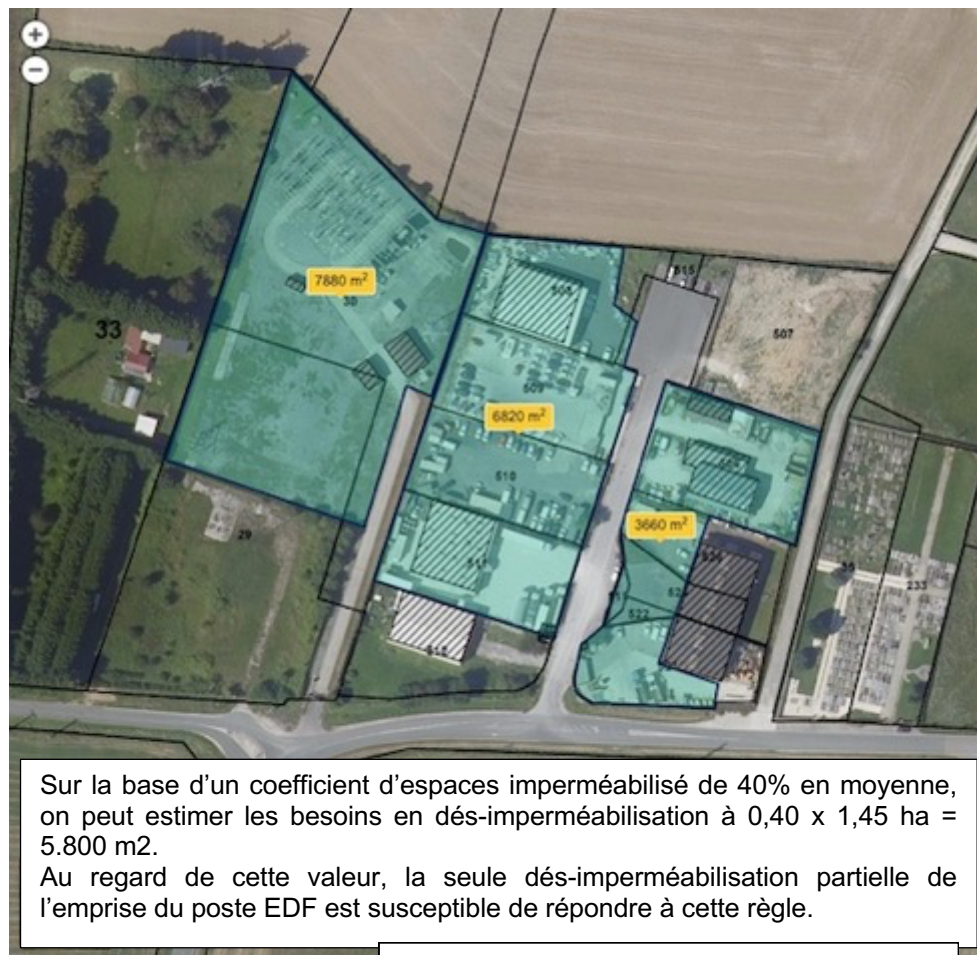 +
−
7880 m²
30
33
505
515
507
509
6820 m²
510
3660 m²
511
29
522
233
Sur la base d'un coefficient d'espaces imperméabilisé de 40% en moyenne,
on peut estimer les besoins en dés-imperméabilisation à 0,40 x 1,45 ha =
5.800 m2.
Au regard de cette valeur, la seule dés-imperméabilisation partielle de
l'emprise du poste EDF est susceptible de répondre à cette règle.